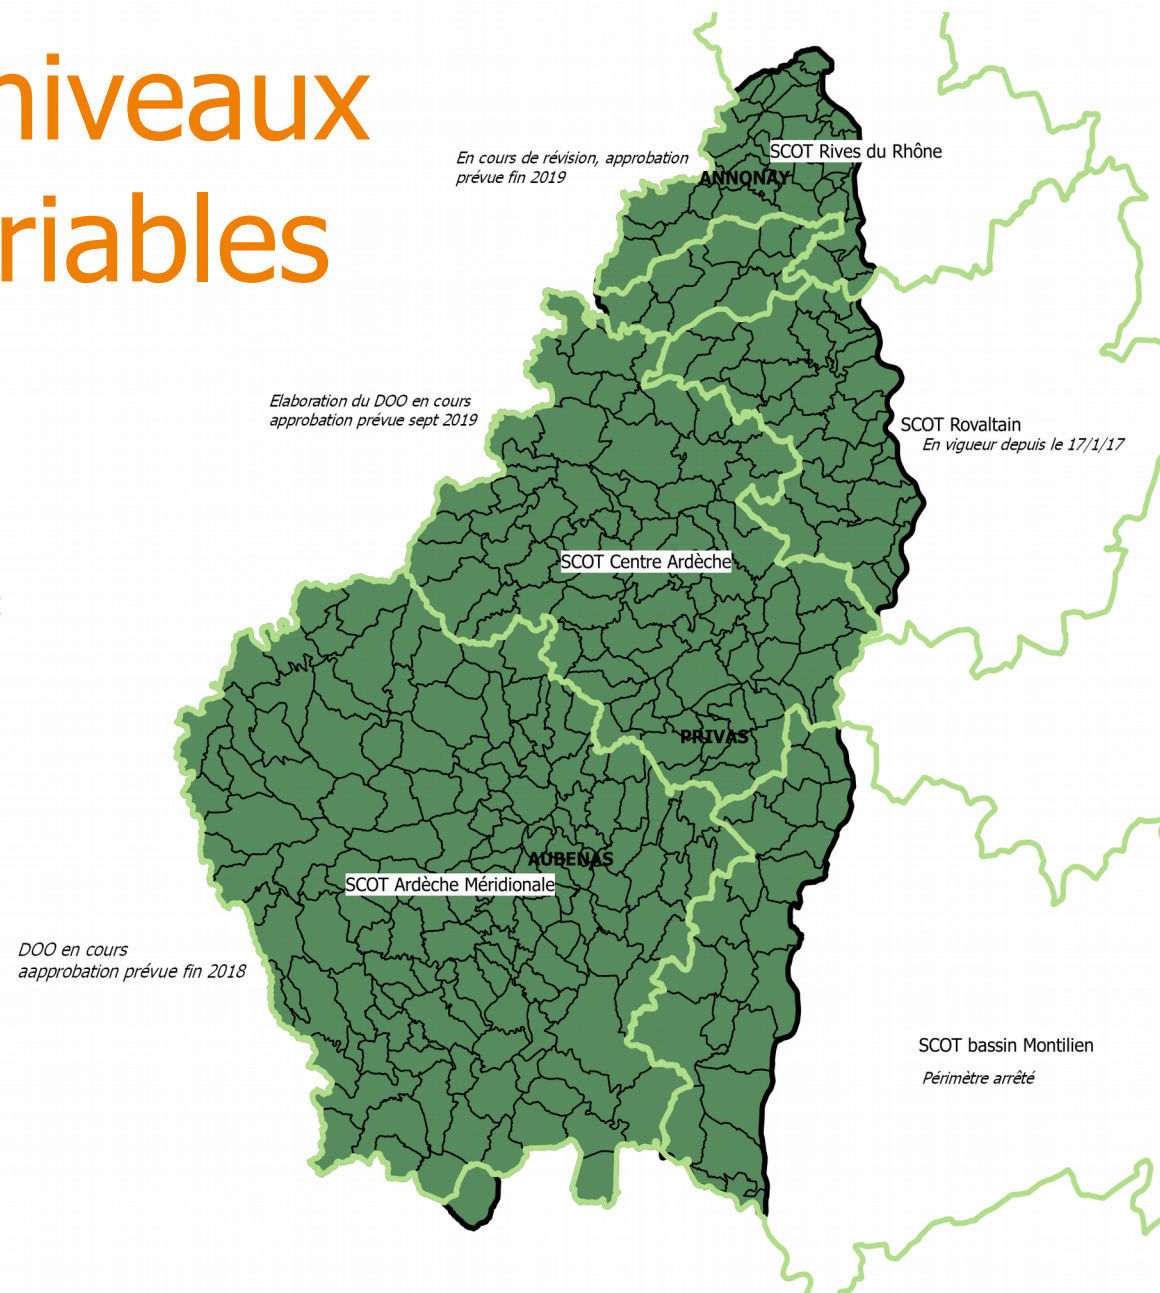 niveaux
riables
En cours de révision, approbation
prévue fin 2019
SCOT Rives du Rhône
ANNONAY
Elaboration du DOO en cours
approbation prévue sept 2019
SCOT Rovaltain
En vigueur depuis le 17/1/17
SCOT Centre Ardèche
PRIVAS
AUBENAS
SCOT Ardèche Méridionale
DOO en cours
aapprobation prévue fin 2018
SCOT bassin Montilien
Périmètre arrêté